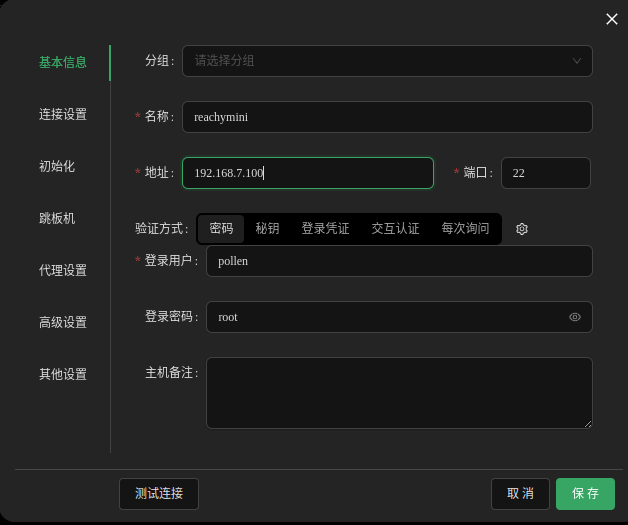 基本信息
连接设置
初始化
跳板机
代理设置
高级设置
其他设置
分组:
请选择分组
* 名称: reachymini
* 地址: 192.168.7.100 * 端口: 22
验证方式: 密码 秘钥 登录凭证 交互认证 每次询问
* 登录用户: pollen
登录密码: root
主机备注:
测试连接 取消 保存